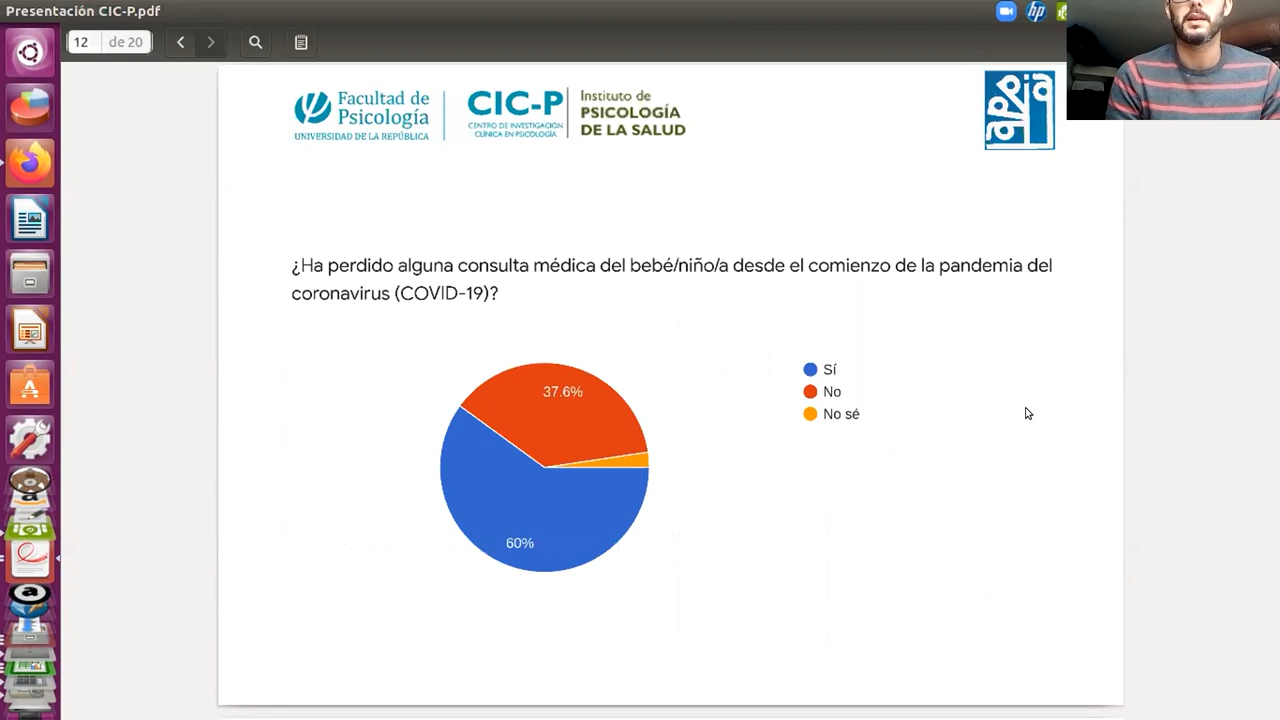 Presentación CIC-P.pdf
12 de 20
Facultad de
Psicología
UNIVERSIDAD DE LA REPÚBLICA
CIC-P
CENTRO DE INVESTIGACIÓN
CLÍNICA EN PSICOLOGÍA
Instituto de
PSICOLOGÍA
DE LA SALUD
appia
hp
¿Ha perdido alguna consulta médica del bebé/niño/a desde el comienzo de la pandemia del
coronavirus (COVID-19)?
37.6%
60%
Sí
No
No sé